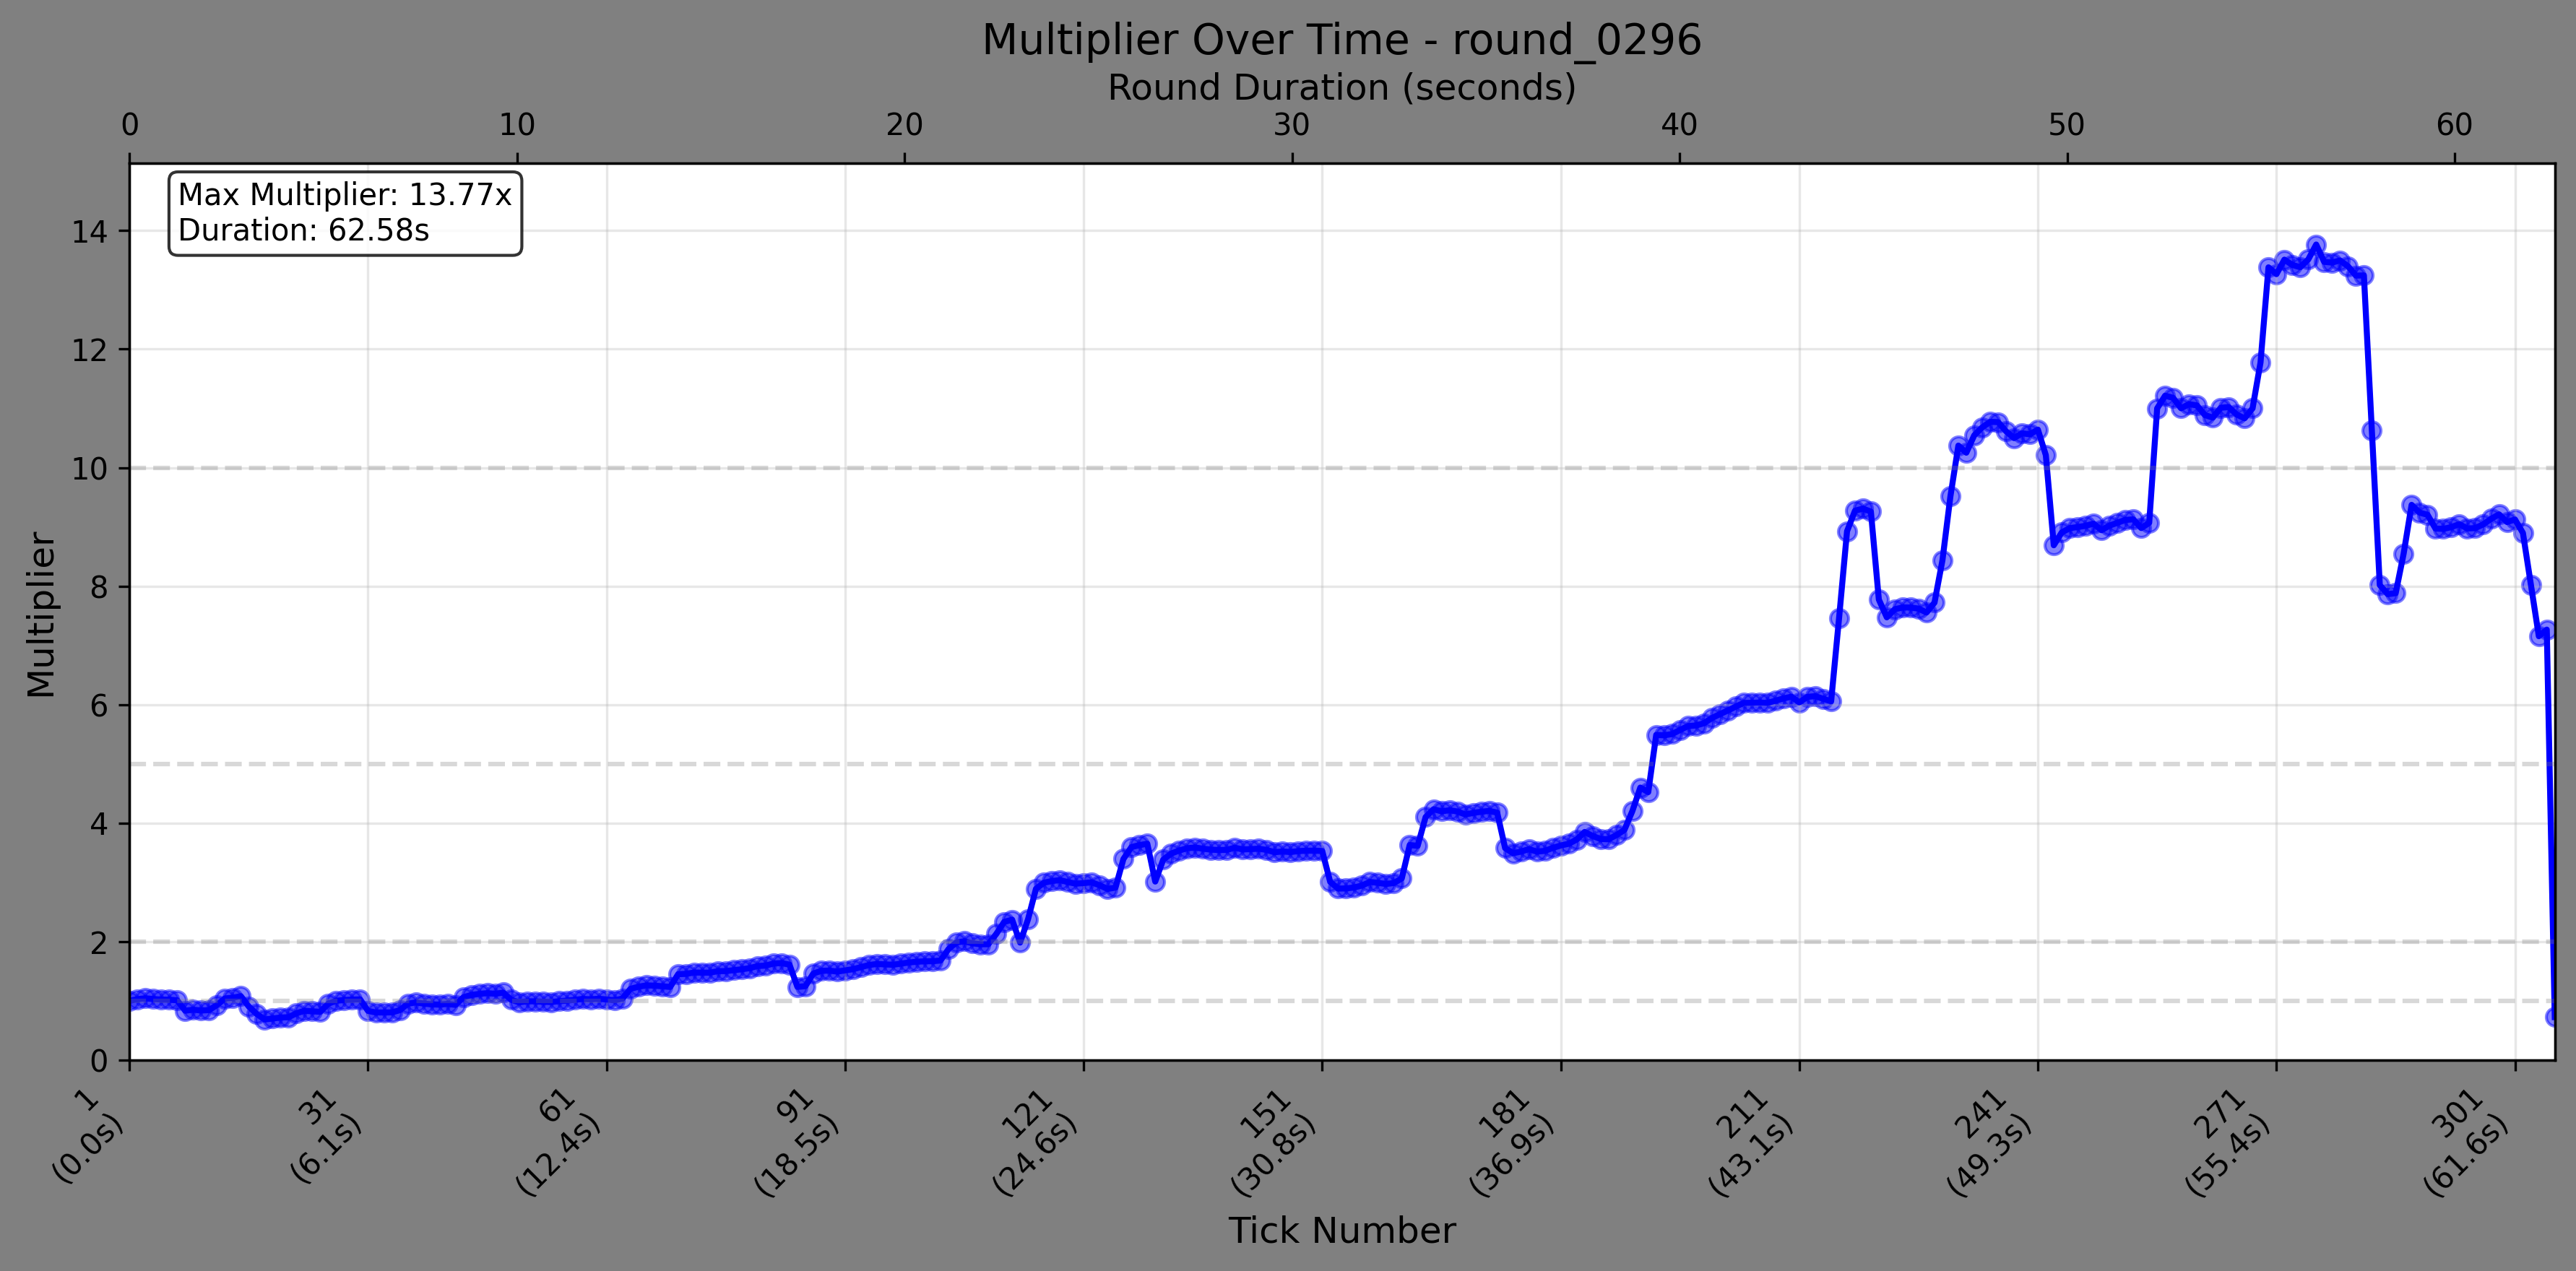 Multiplier Over Time - round_0296
Round Duration (seconds)
0 10 20 30 40 50 60
Max Multiplier: 13.77x
Duration: 62.58s
Multiplier
14
12
10
8
6
4
2
0
1
(0.0s)
31
(6.1s)
61
(12.4s)
91
(18.5s)
121
(24.6s)
151
(30.8s)
181
(36.9s)
211
(43.1s)
241
(49.3s)
271
(55.4s)
301
(61.6s)
Tick Number